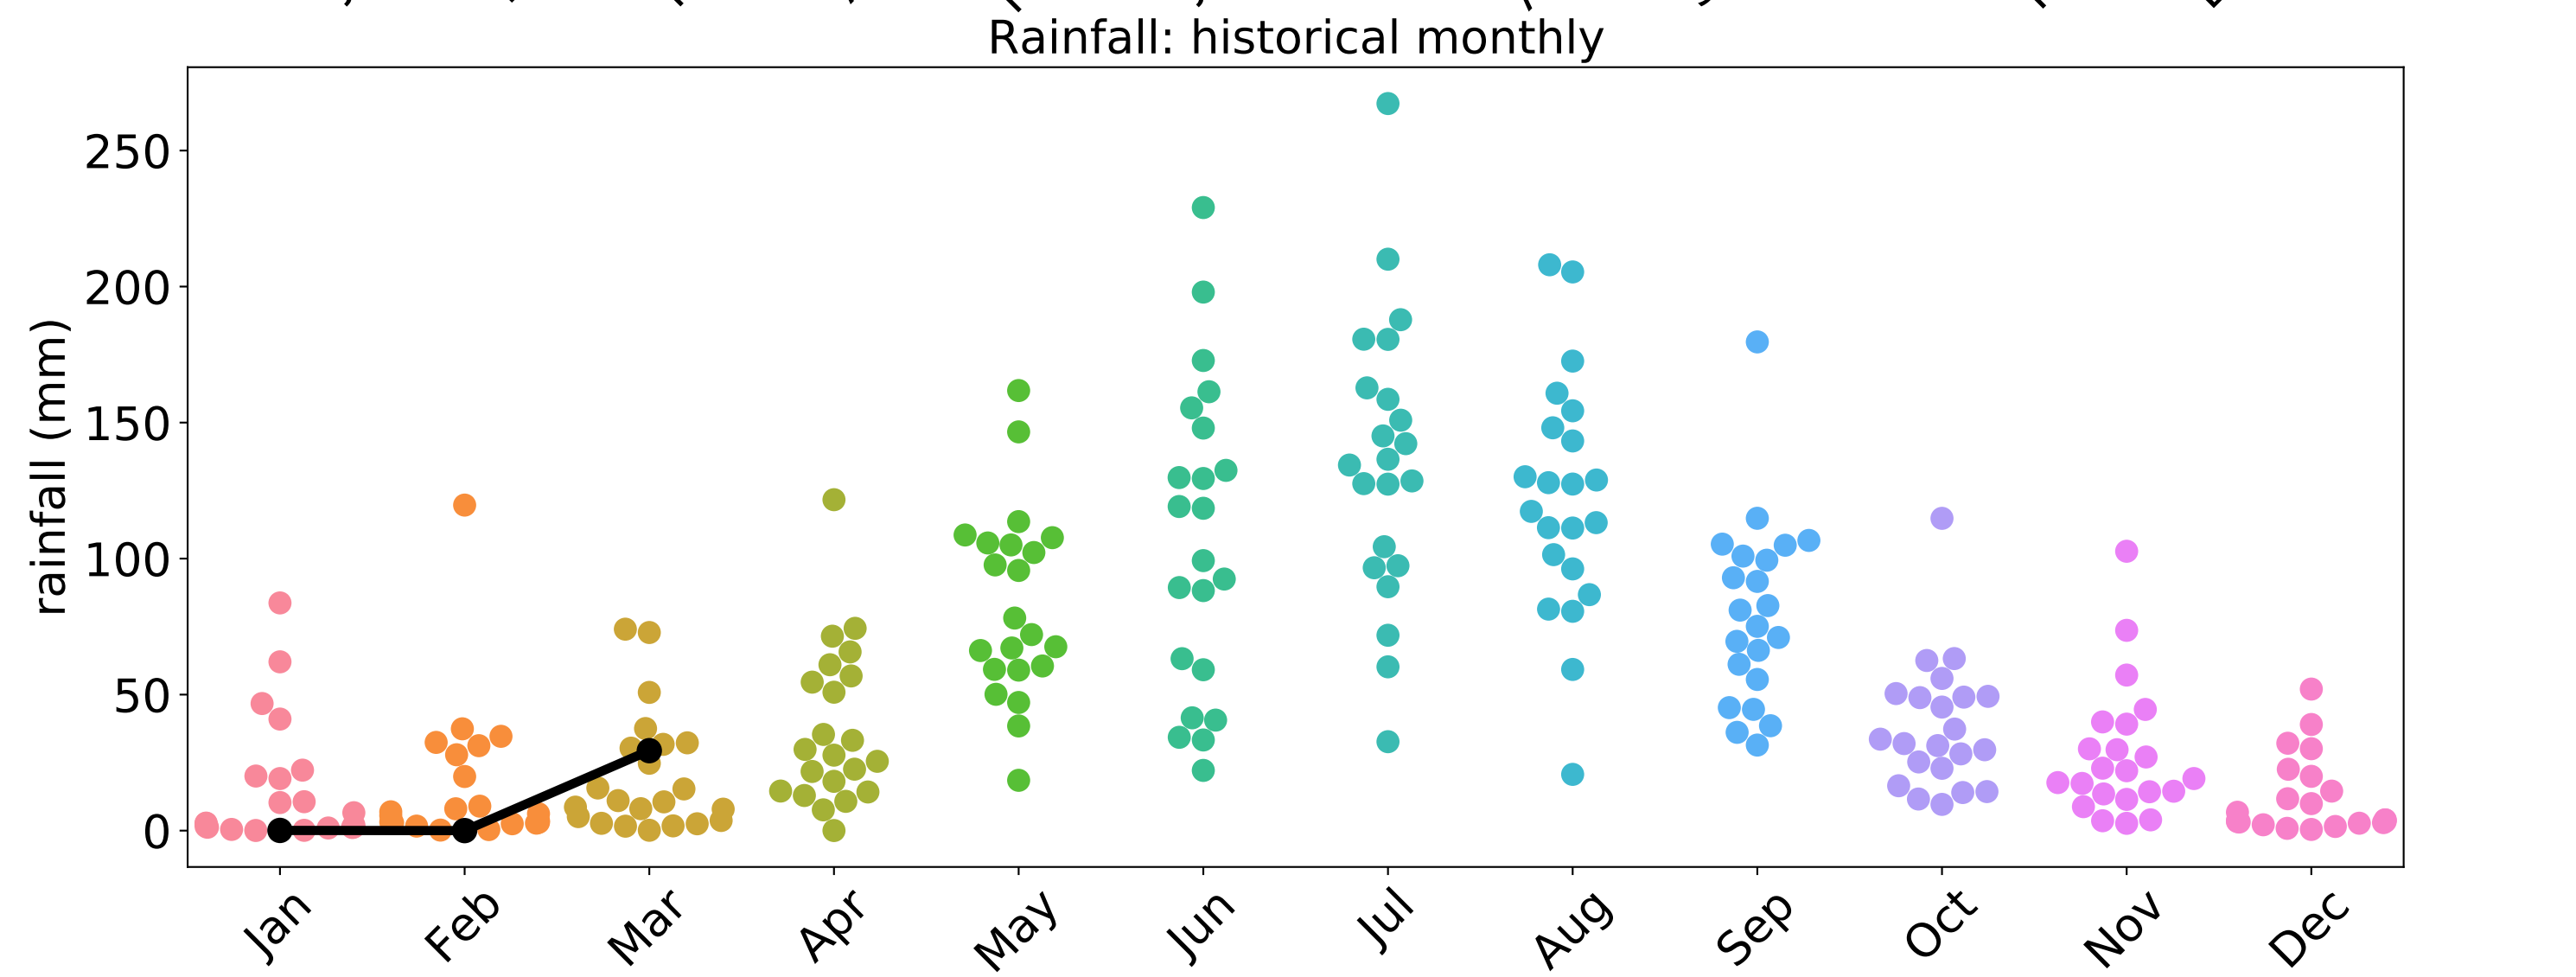 Rainfall: historical monthly
rainfall (mm)
250
200
150
100
50
0
Jan
Feb
Mar
Apr
May
Jun
Jul
Aug
Sep
Oct
Nov
Dec